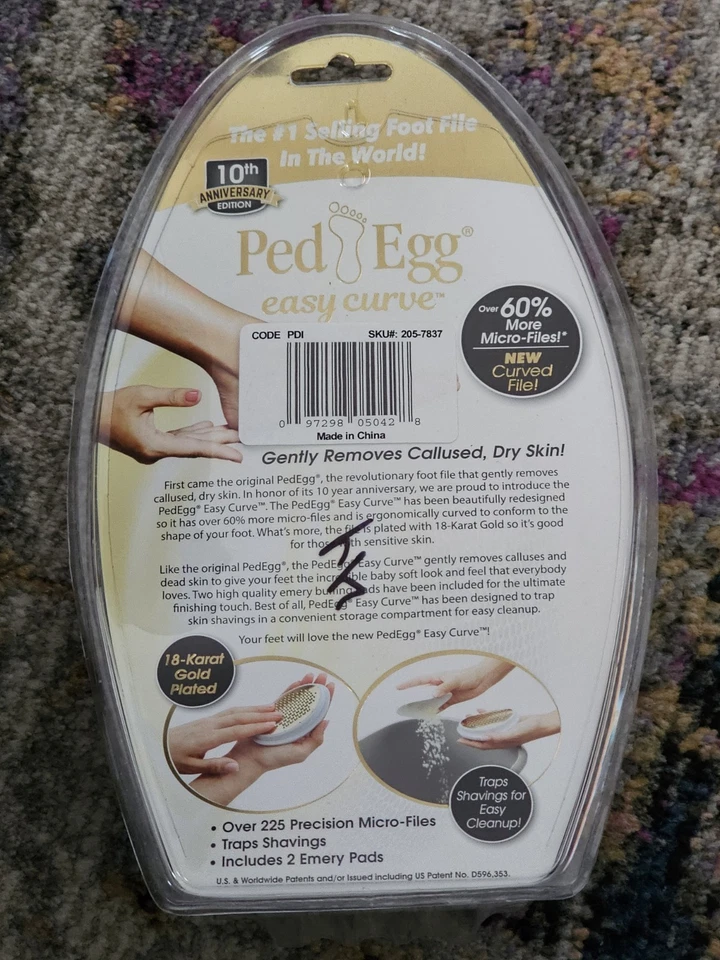 The #1 Selling Foot File
In The World!
10th
ANNIVERSARY
EDITION
Ped Egg®
easy curve™
Over 60%
More
Micro-Files!*
NEW
Curved
File!
CODE PDI SKU#: 205-7837
0 97298 05042 8
Made in China
Gently Removes Callused, Dry Skin!
First came the original PedEgg®, the revolutionary foot file that gently removes
callused, dry skin. In honor of its 10 year anniversary, we are proud to introduce the
PedEgg® Easy Curve™. The PedEgg® Easy Curve™ has been beautifully redesigned
so it has over 60% more micro-files and is ergonomically curved to conform to the
shape of your foot. What's more, the file is plated with 18-Karat Gold so it's good
for those with sensitive skin.
Like the original PedEgg®, the PedEgg® Easy Curve™ gently removes calluses and
dead skin to give your feet the incredible baby soft look and feel that everybody
loves. Two high quality emery buffing pads have been included for the ultimate
finishing touch. Best of all, PedEgg® Easy Curve™ has been designed to trap
skin shavings in a convenient storage compartment for easy cleanup.
Your feet will love the new PedEgg® Easy Curve™!
18-Karat
Gold
Plated
Traps
Shavings for
Easy
Cleanup!
• Over 225 Precision Micro-Files
• Traps Shavings
• Includes 2 Emery Pads
U.S. & Worldwide Patents and/or Issued including US Patent No. D596,353.